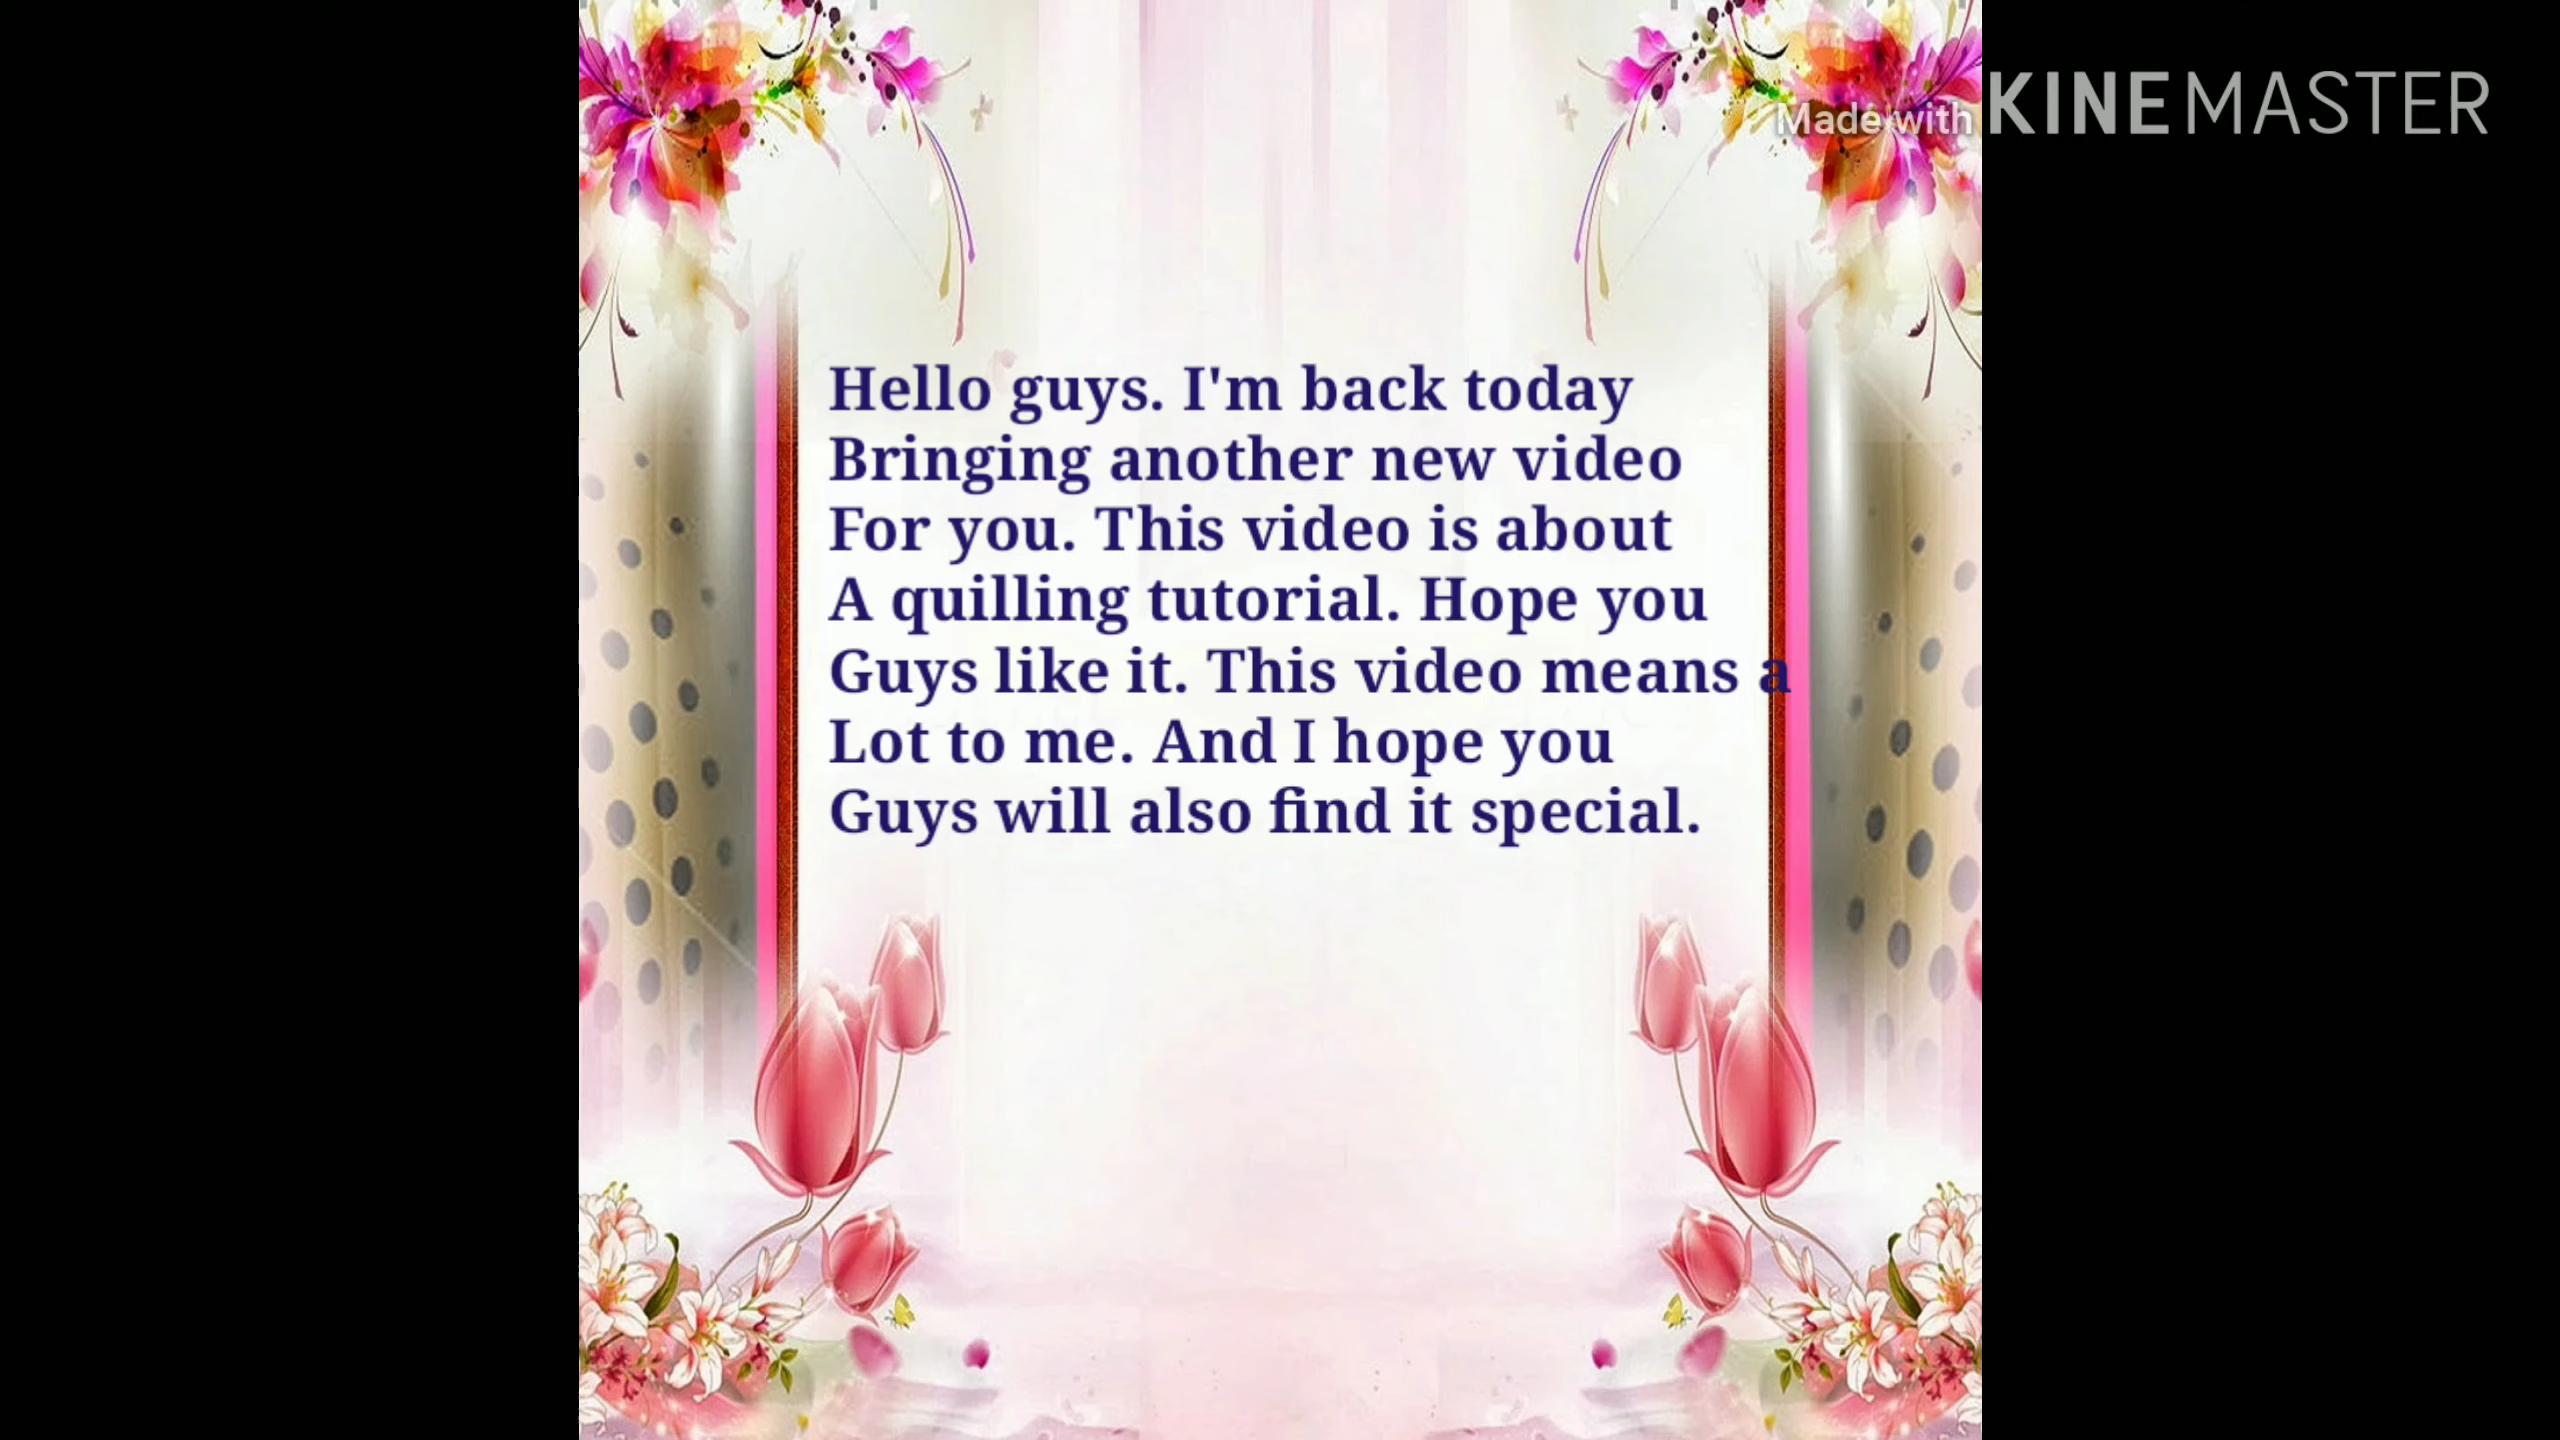 Made with KINEMASTER
Hello guys. I'm back today
Bringing another new video
For you. This video is about
A quilling tutorial. Hope you
Guys like it. This video means a
Lot to me. And I hope you
Guys will also find it special.